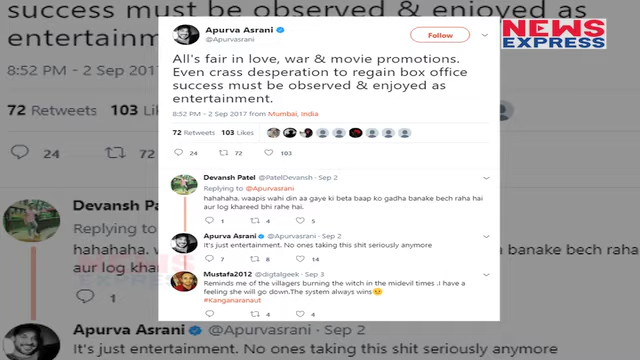 success must be observed & enjoyed as
entertainm
8:52 PM - 2 Sep 2017
72 Retweets 103 Likes
24
Devansh Patel
Replying to
hahahaha.
aur log kha
1
Apurva Asrani @Apurvasrani · Sep 2
It's just entertainment. No ones taking this shit seriously anymore
Apurva Asrani
@Apurvasrani
Follow
All's fair in love, war & movie promotions.
Even crass desperation to regain box office
success must be observed & enjoyed as
entertainment.
8:52 PM - 2 Sep 2017 from Mumbai, India
72 Retweets 103 Likes
24 72 103
Devansh Patel @PatelDevansh · Sep 2
Replying to @Apurvasrani
hahahaha. waapis wahi din aa gaye ki beta baap ko gadha banake bech raha hai
aur log khareed bhi rahe hai.
1 4 5
Apurva Asrani @Apurvasrani · Sep 2
It's just entertainment. No ones taking this shit seriously anymore
7 8 14
Mustafa2012 @digtalgeek · Sep 3
Reminds me of the villagers burning the witch in the midevil times .I have a
feeling she will go down.The system always wins
#Kanganaranaut
4 4
NEWS
EXPRESS
banake bech raha